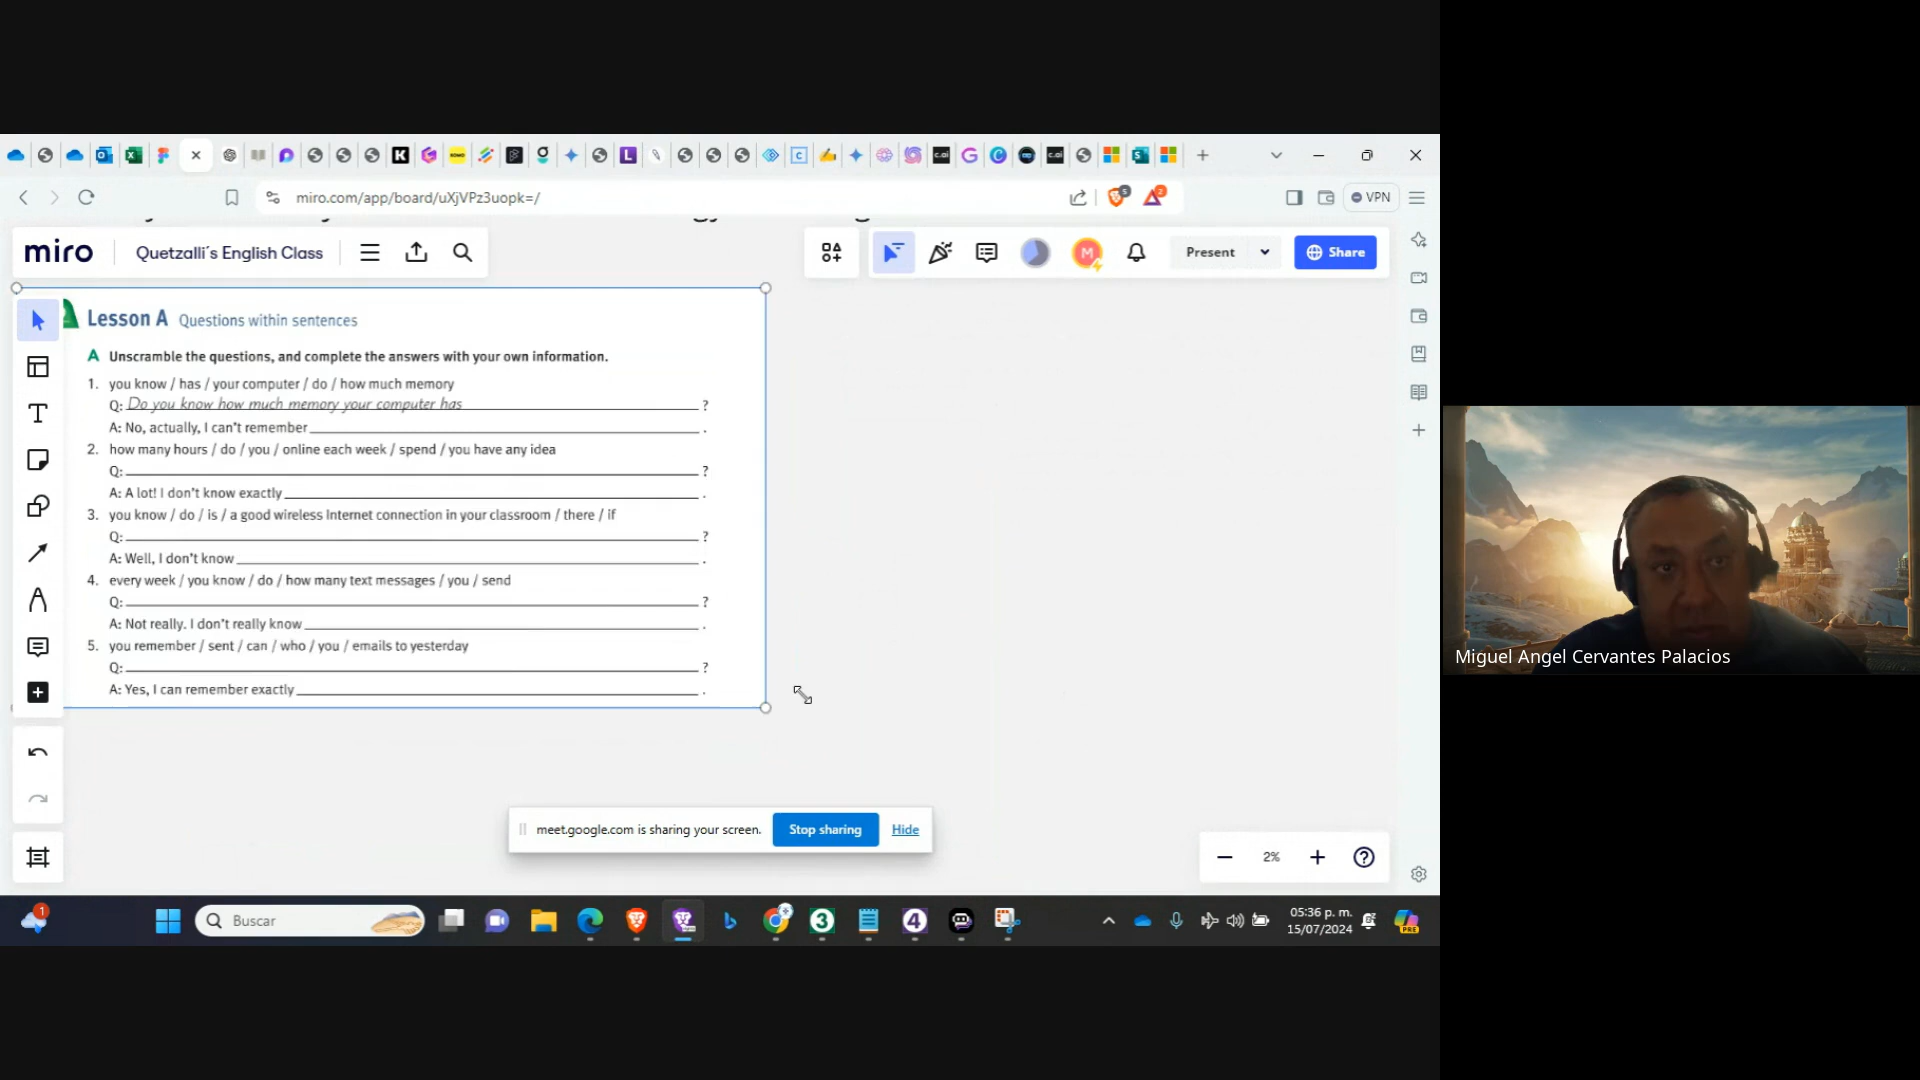 miro.com/app/board/uXjVPz3uopk=/
VPN
miro
Quetzalli´s English Class
Present
Share
Lesson A Questions within sentences
A Unscramble the questions, and complete the answers with your own information.
1. you know / has / your computer / do / how much memory
Q: Do you know how much memory your computer has ?
A: No, actually, I can't remember .
2. how many hours / do / you / online each week / spend / you have any idea
Q: ?
A: A lot! I don't know exactly .
3. you know / do / is / a good wireless Internet connection in your classroom / there / if
Q: ?
A: Well, I don't know .
4. every week / you know / do / how many text messages / you / send
Q: ?
A: Not really. I don't really know .
5. you remember / sent / can / who / you / emails to yesterday
Q: ?
A: Yes, I can remember exactly .
meet.google.com is sharing your screen.
Stop sharing
Hide
2%
Buscar
05:36 p. m.
15/07/2024
Miguel Angel Cervantes Palacios